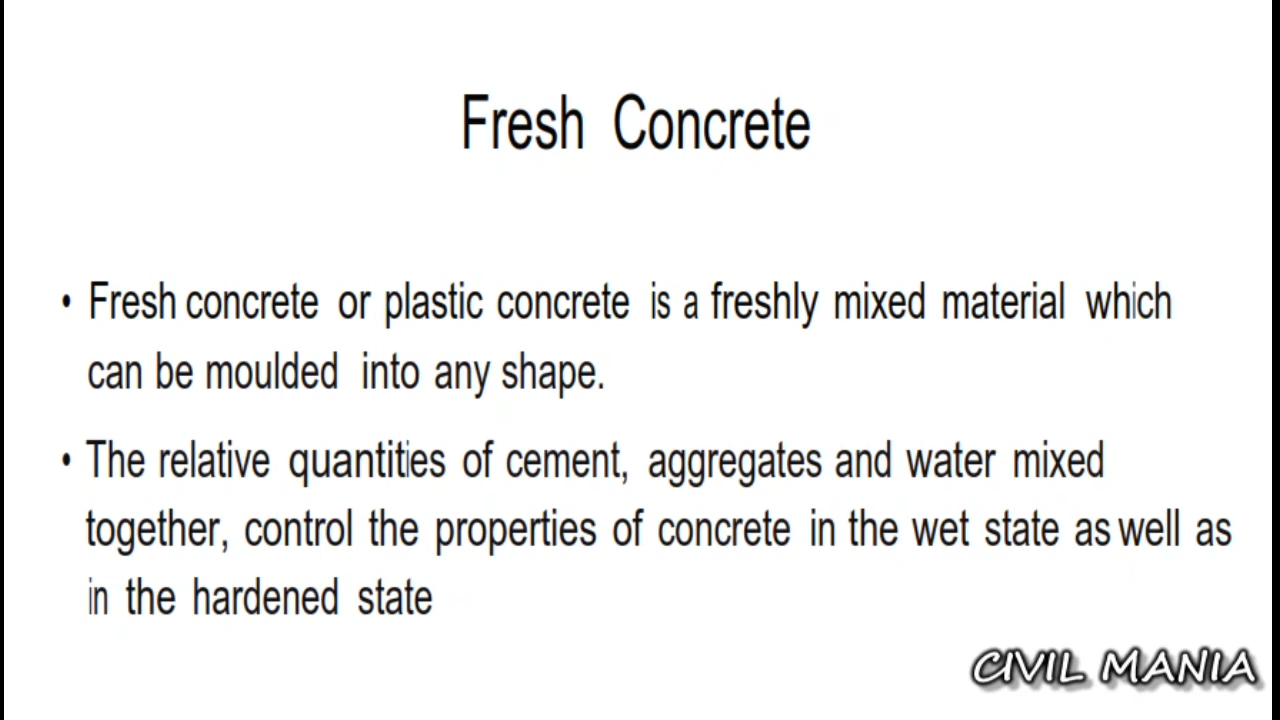 Fresh Concrete
• Fresh concrete or plastic concrete is a freshly mixed material which
can be moulded into any shape.
• The relative quantities of cement, aggregates and water mixed
together, control the properties of concrete in the wet state as well as
in the hardened state
CIVIL MANIA